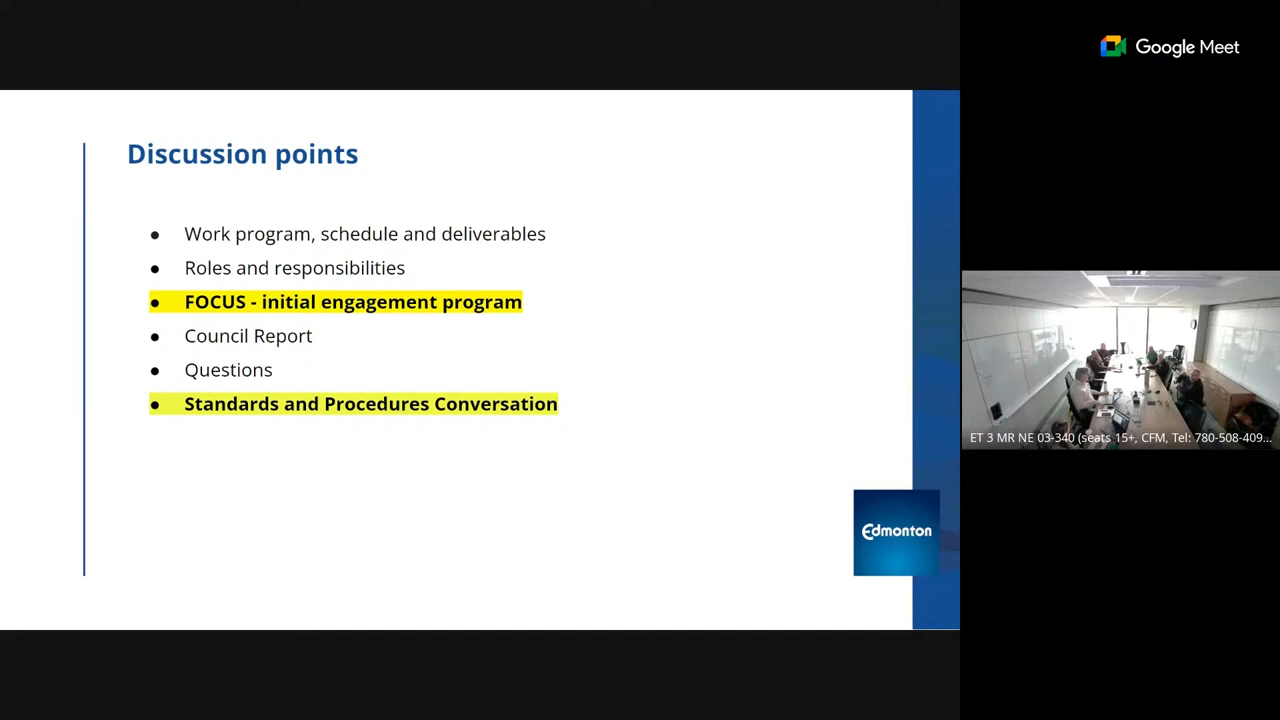 Google Meet
Discussion points
● Work program, schedule and deliverables
● Roles and responsibilities
● FOCUS - initial engagement program
● Council Report
● Questions
● Standards and Procedures Conversation
Edmonton
ET 3 MR NE 03-340 (seats 15+, CFM, Tel: 780-508-409...